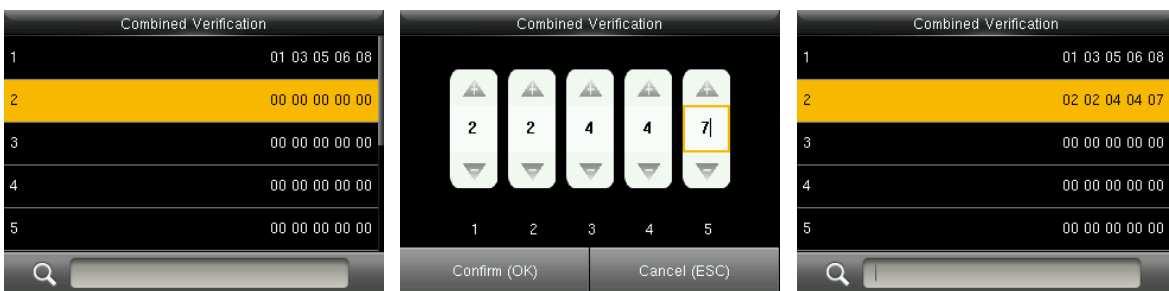 Combined Verification
1 01 03 05 06 08
2 00 00 00 00 00
3 00 00 00 00 00
4 00 00 00 00 00
5 00 00 00 00 00
Combined Verification
2 2 4 4 7
1 2 3 4 5
Confirm (OK) Cancel (ESC)
Combined Verification
1 01 03 05 06 08
2 02 02 04 04 07
3 00 00 00 00 00
4 00 00 00 00 00
5 00 00 00 00 00